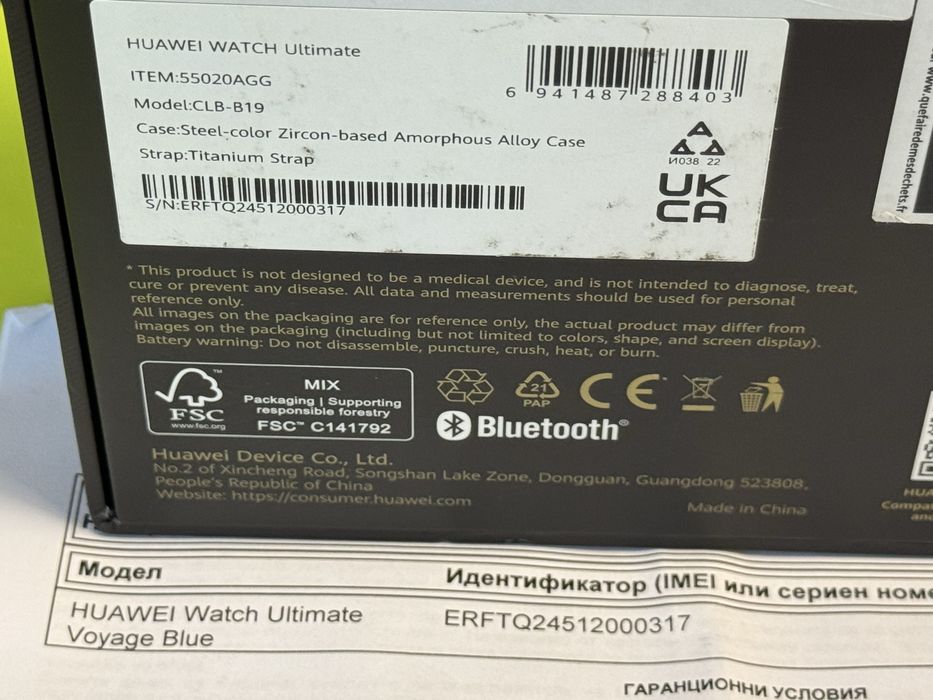 HUAWEI WATCH Ultimate
ITEM:55020AGG
Model:CLB-B19
Case:Steel-color Zircon-based Amorphous Alloy Case
Strap:Titanium Strap
S/N:ERFTQ24512000317
6 941487 288403
И038 22
UK
CA
www.quefairedemesdechets.fr
* This product is not designed to be a medical device, and is not intended to diagnose, treat,
cure or prevent any disease. All data and measurements should be used for personal
reference only.
All images on the packaging are for reference only, the actual product may differ from
images on the packaging (including but not limited to colors, shape, and screen display).
Battery warning: Do not disassemble, puncture, crush, heat, or burn.
FSC
www.fsc.org
MIX
Packaging | Supporting
responsible forestry
FSC™ C141792
21
PAP
CE
Bluetooth®
Huawei Device Co., Ltd.
No.2 of Xincheng Road, Songshan Lake Zone, Dongguan, Guangdong 523808,
People's Republic of China
Website: https://consumer.huawei.com
Made in China
Модел
Идентификатор (IMEI или сериен
HUAWEI Watch Ultimate
Voyage Blue
ERFTQ24512000317
ГАРАНЦИОННИ УСЛОВИЯ